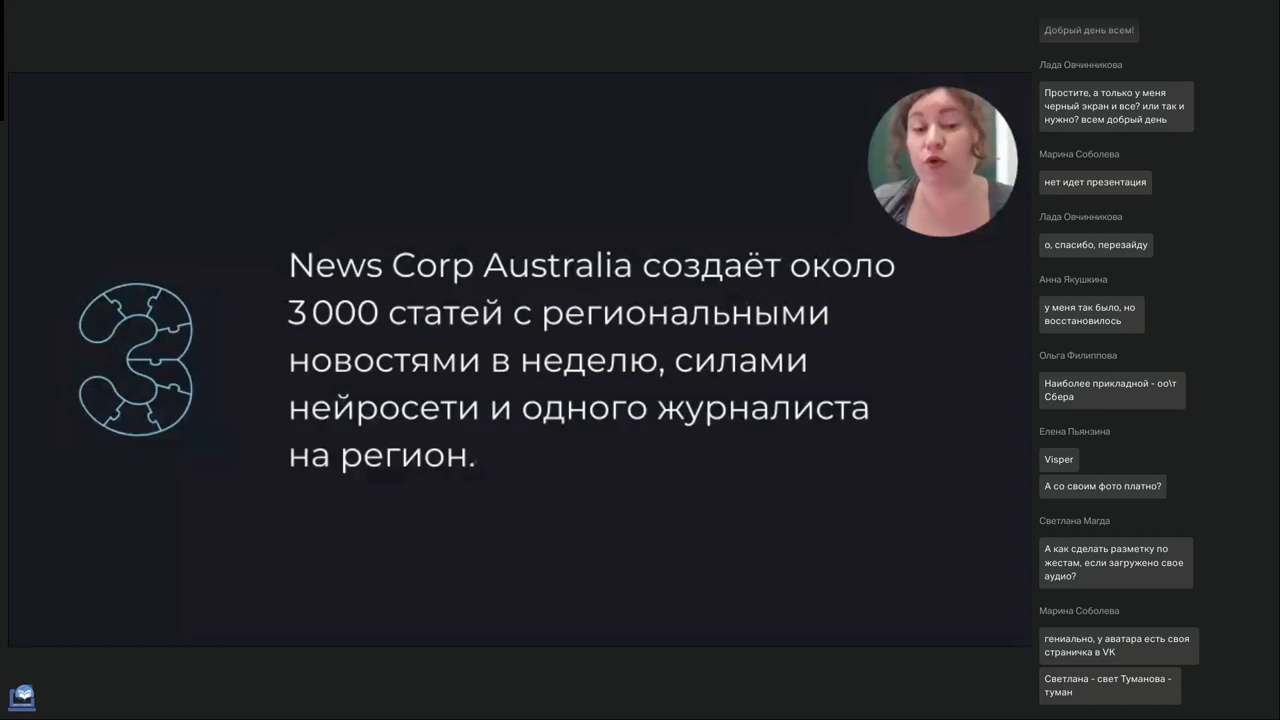 3
News Corp Australia создаёт около
3 000 статей с региональными
новостями в неделю, силами
нейросети и одного журналиста
на регион.
Добрый день всем!
Лада Овчинникова
Простите, а только у меня
черный экран и все? или так и
нужно? всем добрый день
Марина Соболева
нет идет презентация
Лада Овчинникова
о, спасибо, перезайду
Анна Якушкина
у меня так было, но
восстановилось
Ольга Филиппова
Наиболее прикладной - оо\т
Сбера
Елена Пьянзина
Visper
А со своим фото платно?
Светлана Магда
А как сделать разметку по
жестам, если загружено свое
аудио?
Марина Соболева
гениально, у аватара есть своя
страничка в VK
Светлана - свет Туманова -
туман